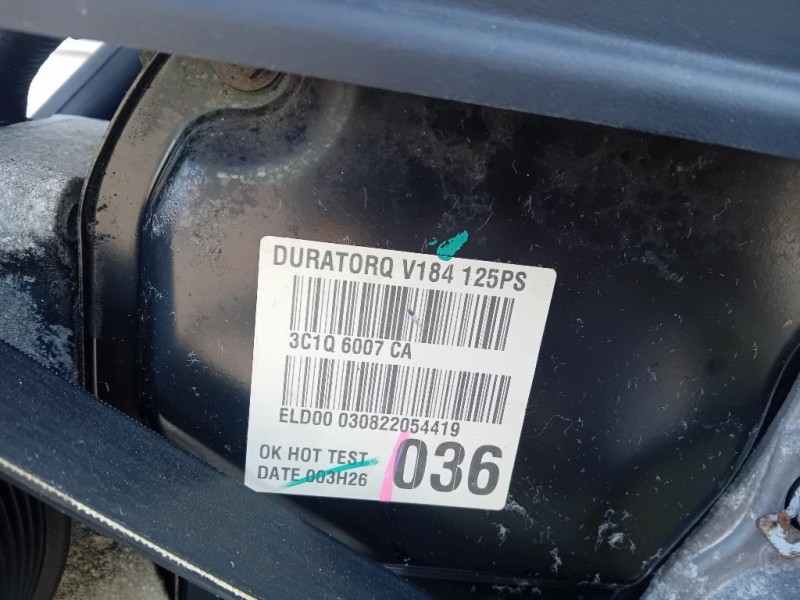 DURATORQ V184 125PS
3C1Q 6007 CA
ELD00 030822054419
OK HOT TEST
DATE 003H26
036